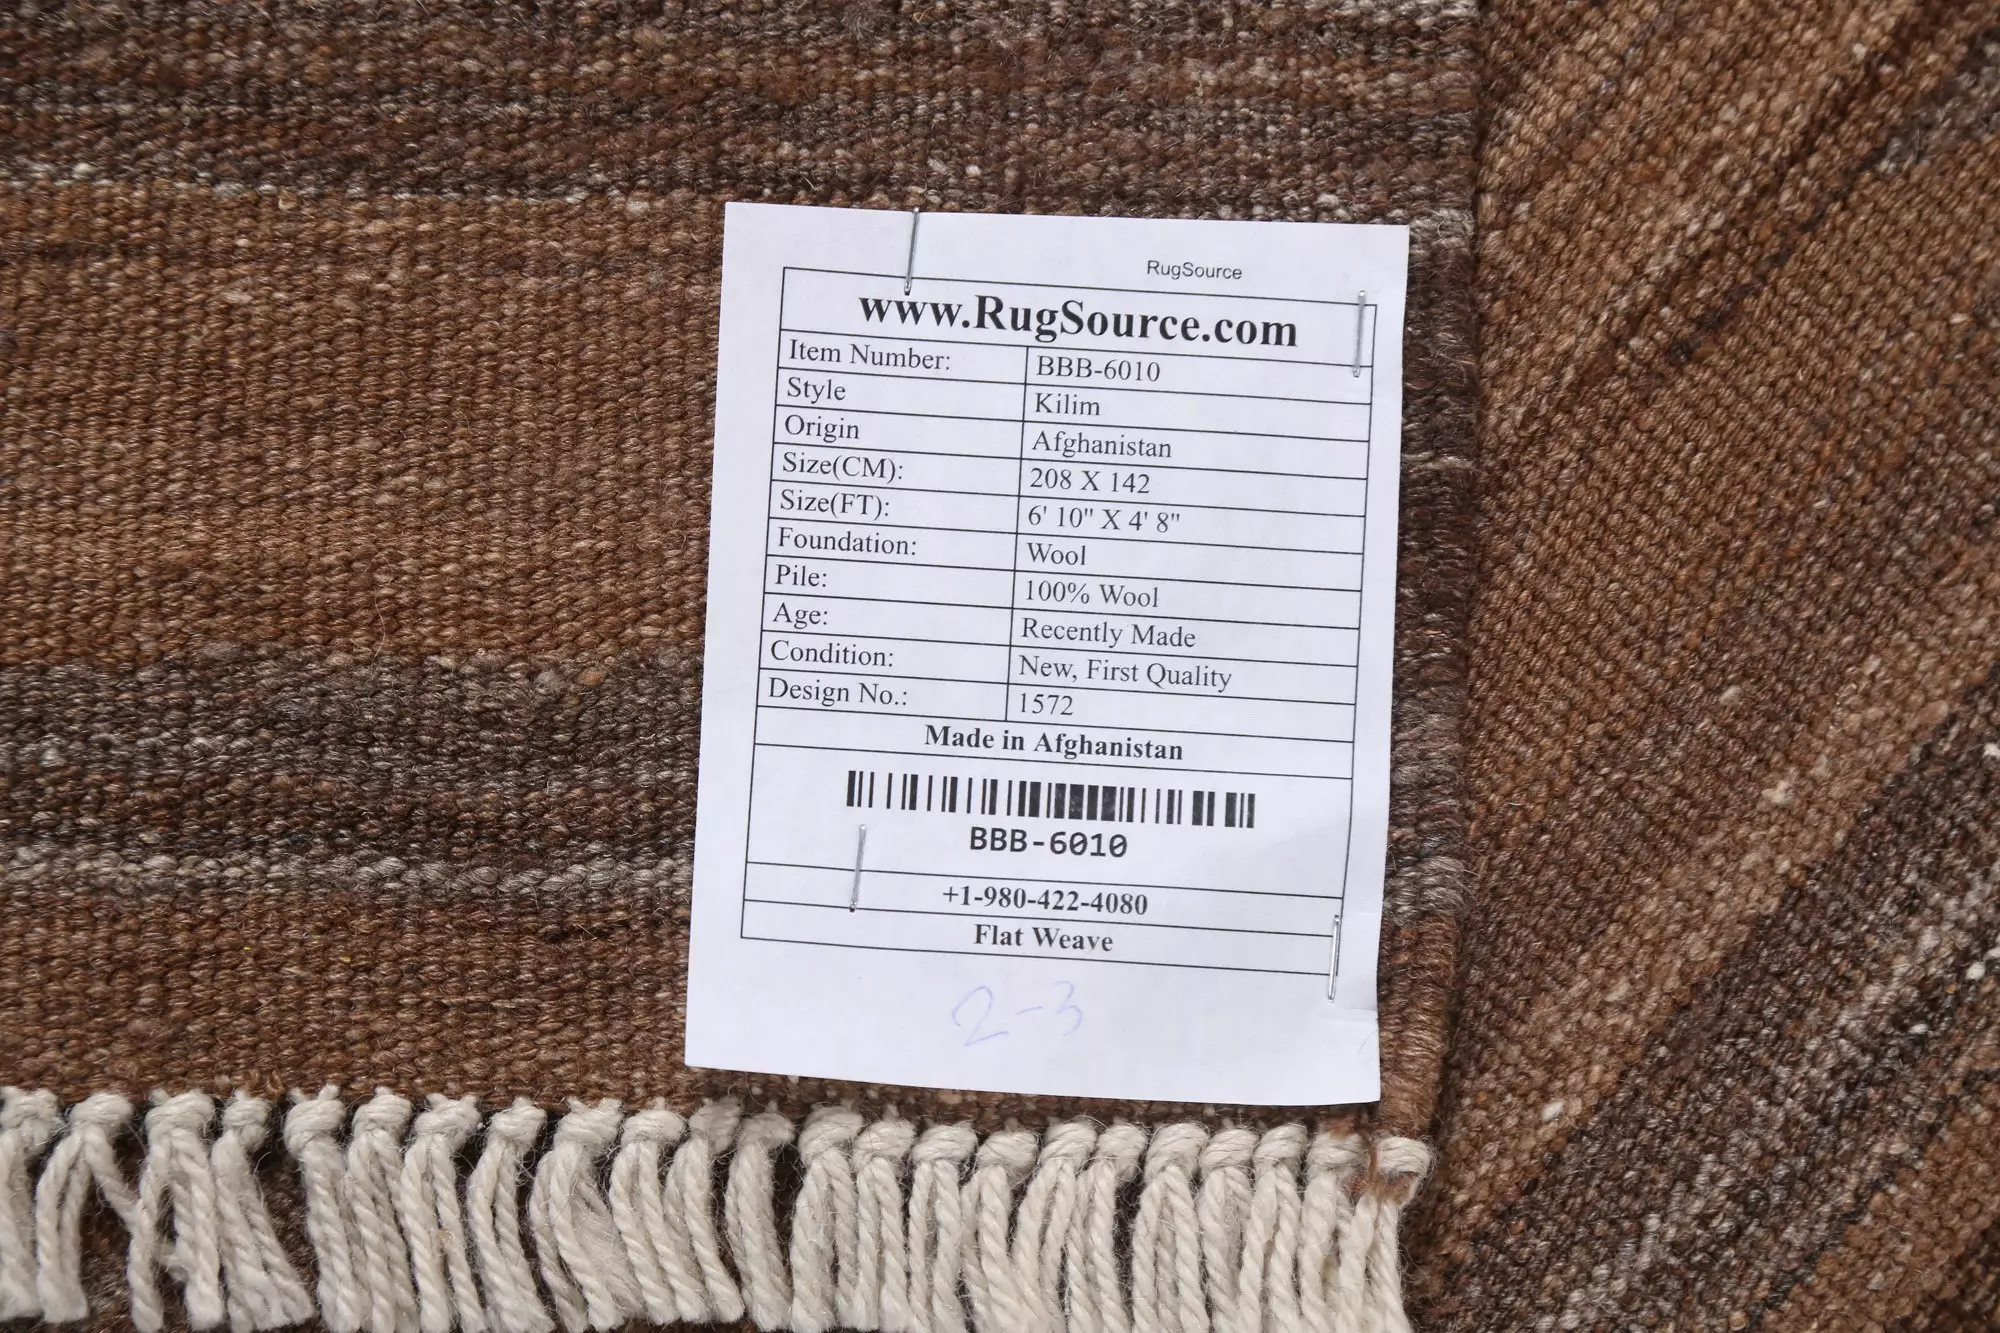 RugSource
www.RugSource.com
Item Number: BBB-6010
Style Kilim
Origin Afghanistan
Size(CM): 208 X 142
Size(FT): 6' 10" X 4' 8"
Foundation: Wool
Pile: 100% Wool
Age: Recently Made
Condition: New, First Quality
Design No.: 1572
Made in Afghanistan
BBB-6010
+1-980-422-4080
Flat Weave
2-3